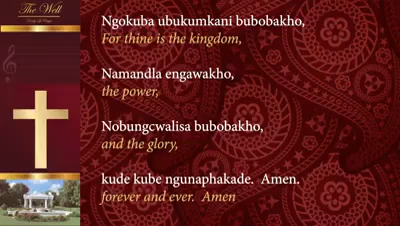 The Well
Ngokuba ubukumkani bubobakho,
For thine is the kingdom,
Namandla engawakho,
the power,
Nobungcwalisa bubobakho,
and the glory,
kude kube ngunaphakade. Amen.
forever and ever. Amen